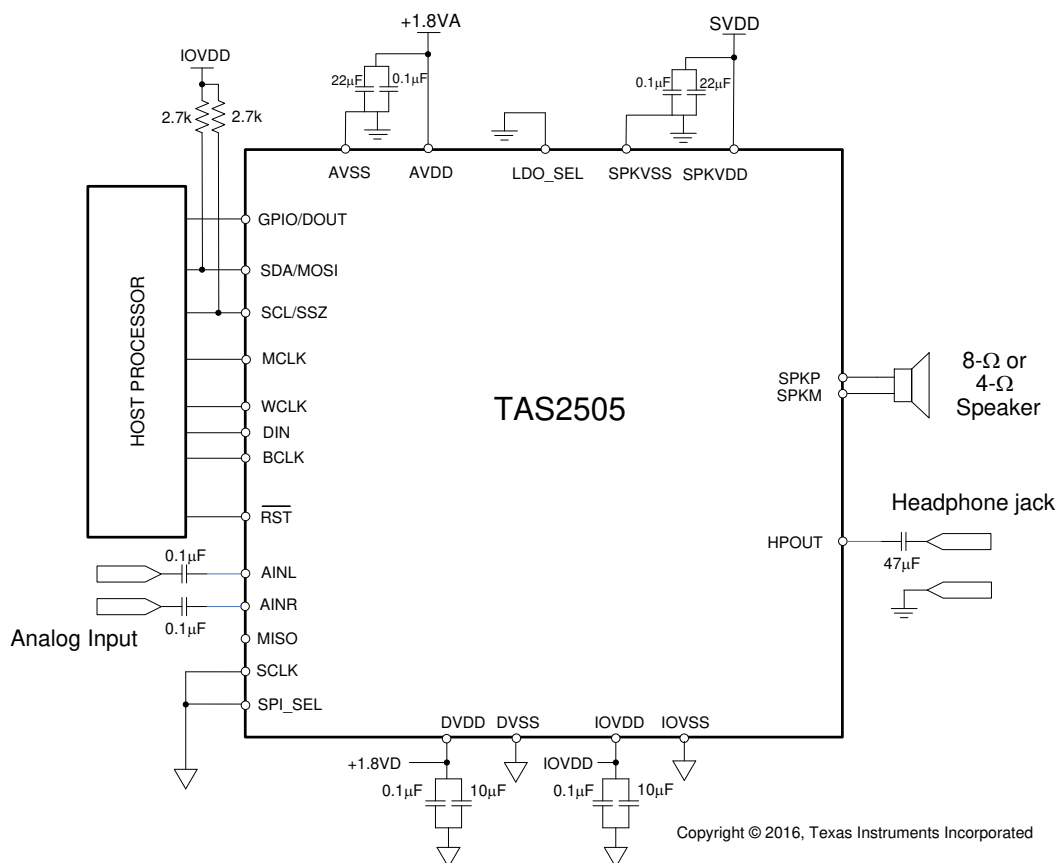 +1.8VA
SVDD
IOVDD
22μF
0.1μF
0.1μF
22μF
2.7k
2.7k
AVSS
AVDD
LDO_SEL
SPKVSS
SPKVDD
HOST PROCESSOR
GPIO/DOUT
SDA/MOSI
SCL/SSZ
MCLK
WCLK
DIN
BCLK
RST
TAS2505
SPKP
SPKM
8-Ω or
4-Ω
Speaker
Headphone jack
HPOUT
47μF
0.1μF
AINL
AINR
0.1μF
Analog Input
MISO
SCLK
SPI_SEL
DVDD
DVSS
IOVDD
IOVSS
+1.8VD
IOVDD
0.1μF
10μF
0.1μF
10μF
Copyright © 2016, Texas Instruments Incorporated